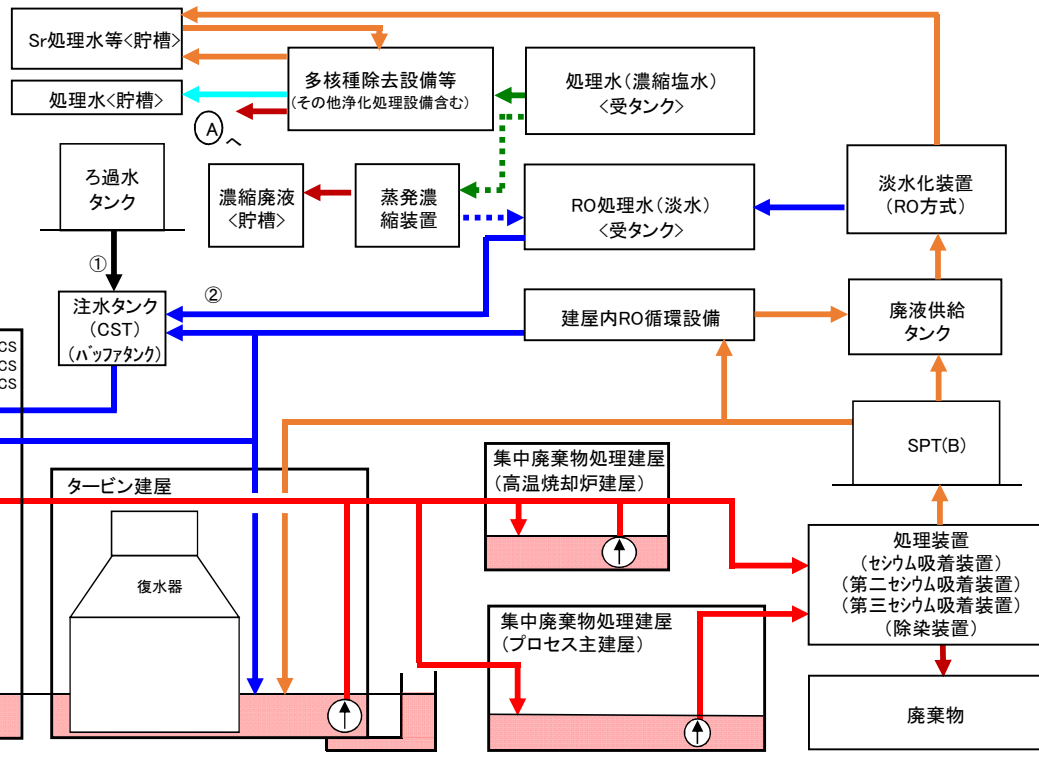 Sr処理水等<貯槽>
処理水<貯槽>
多核種除去設備等
(その他浄化処理設備含む)
処理水(濃縮塩水)
<受タンク>
A
へ
ろ過水
タンク
濃縮廃液
<貯槽>
蒸発濃
縮装置
RO処理水(淡水)
<受タンク>
淡水化装置
(RO方式)
①
②
注水タンク
(CST)
(バッファタンク)
建屋内RO循環設備
廃液供給
タンク
CS
CS
CS
SPT(B)
タービン建屋
復水器
集中廃棄物処理建屋
(高温焼却炉建屋)
処理装置
(セシウム吸着装置)
(第二セシウム吸着装置)
(第三セシウム吸着装置)
(除染装置)
集中廃棄物処理建屋
(プロセス主建屋)
廃棄物